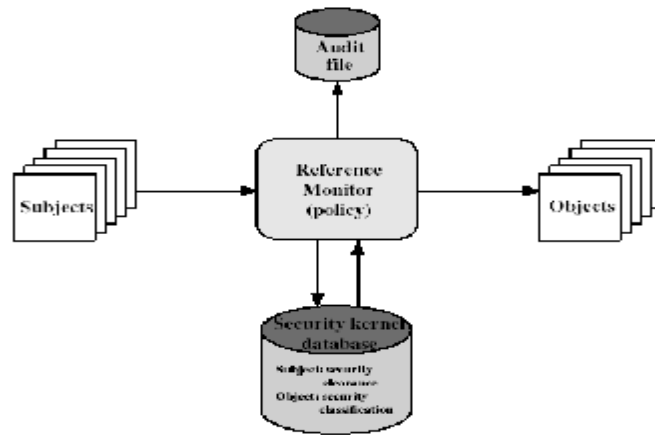 Audit
file
Subjects
Reference
Monitor
(policy)
Objects
Security kernel
database
Subject: security
clearance
Object: security
classification